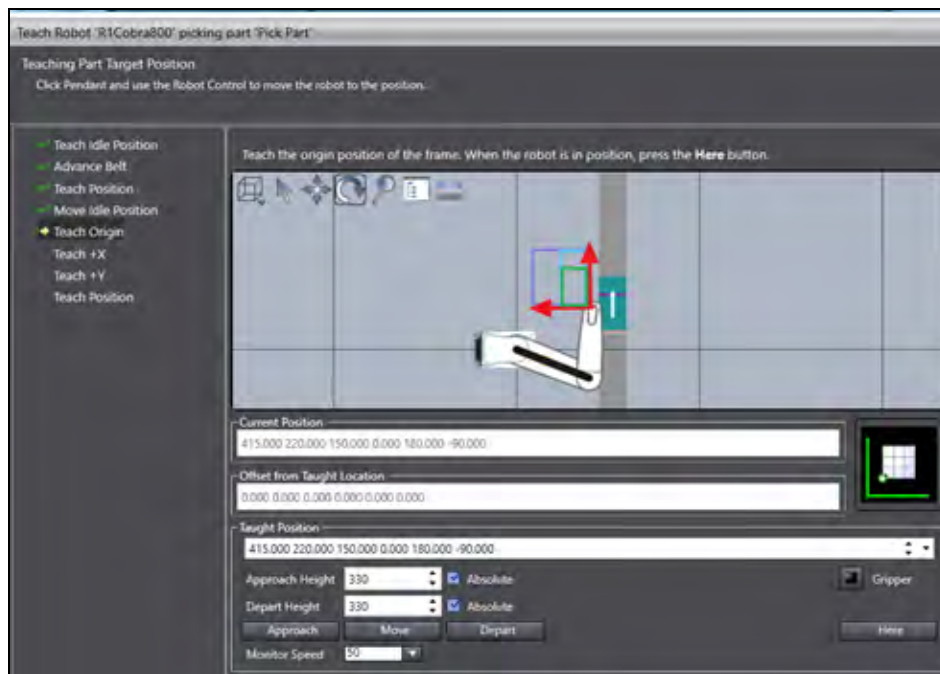 Teach Robot 'R1Cobra800' picking part 'Pick Part'
Teaching Part Target Position
Click Pendant and use the Robot Control to move the robot to the position.
Teach Idle Position
Advance Belt
Teach Position
Move Idle Position
Teach Origin
Teach +X
Teach +Y
Teach Position
Teach the origin position of the frame. When the robot is in position, press the Here button.
Current Position
415.000 220.000 150.000 0.000 180.000 -90.000
Offset from Taught Location
0.000 0.000 0.000 0.000 0.000 0.000
Taught Position
415.000 220.000 150.000 0.000 180.000 -90.000
Approach Height 330 Absolute Gripper
Depart Height 330 Absolute
Approach Move Depart Here
Monitor Speed 50